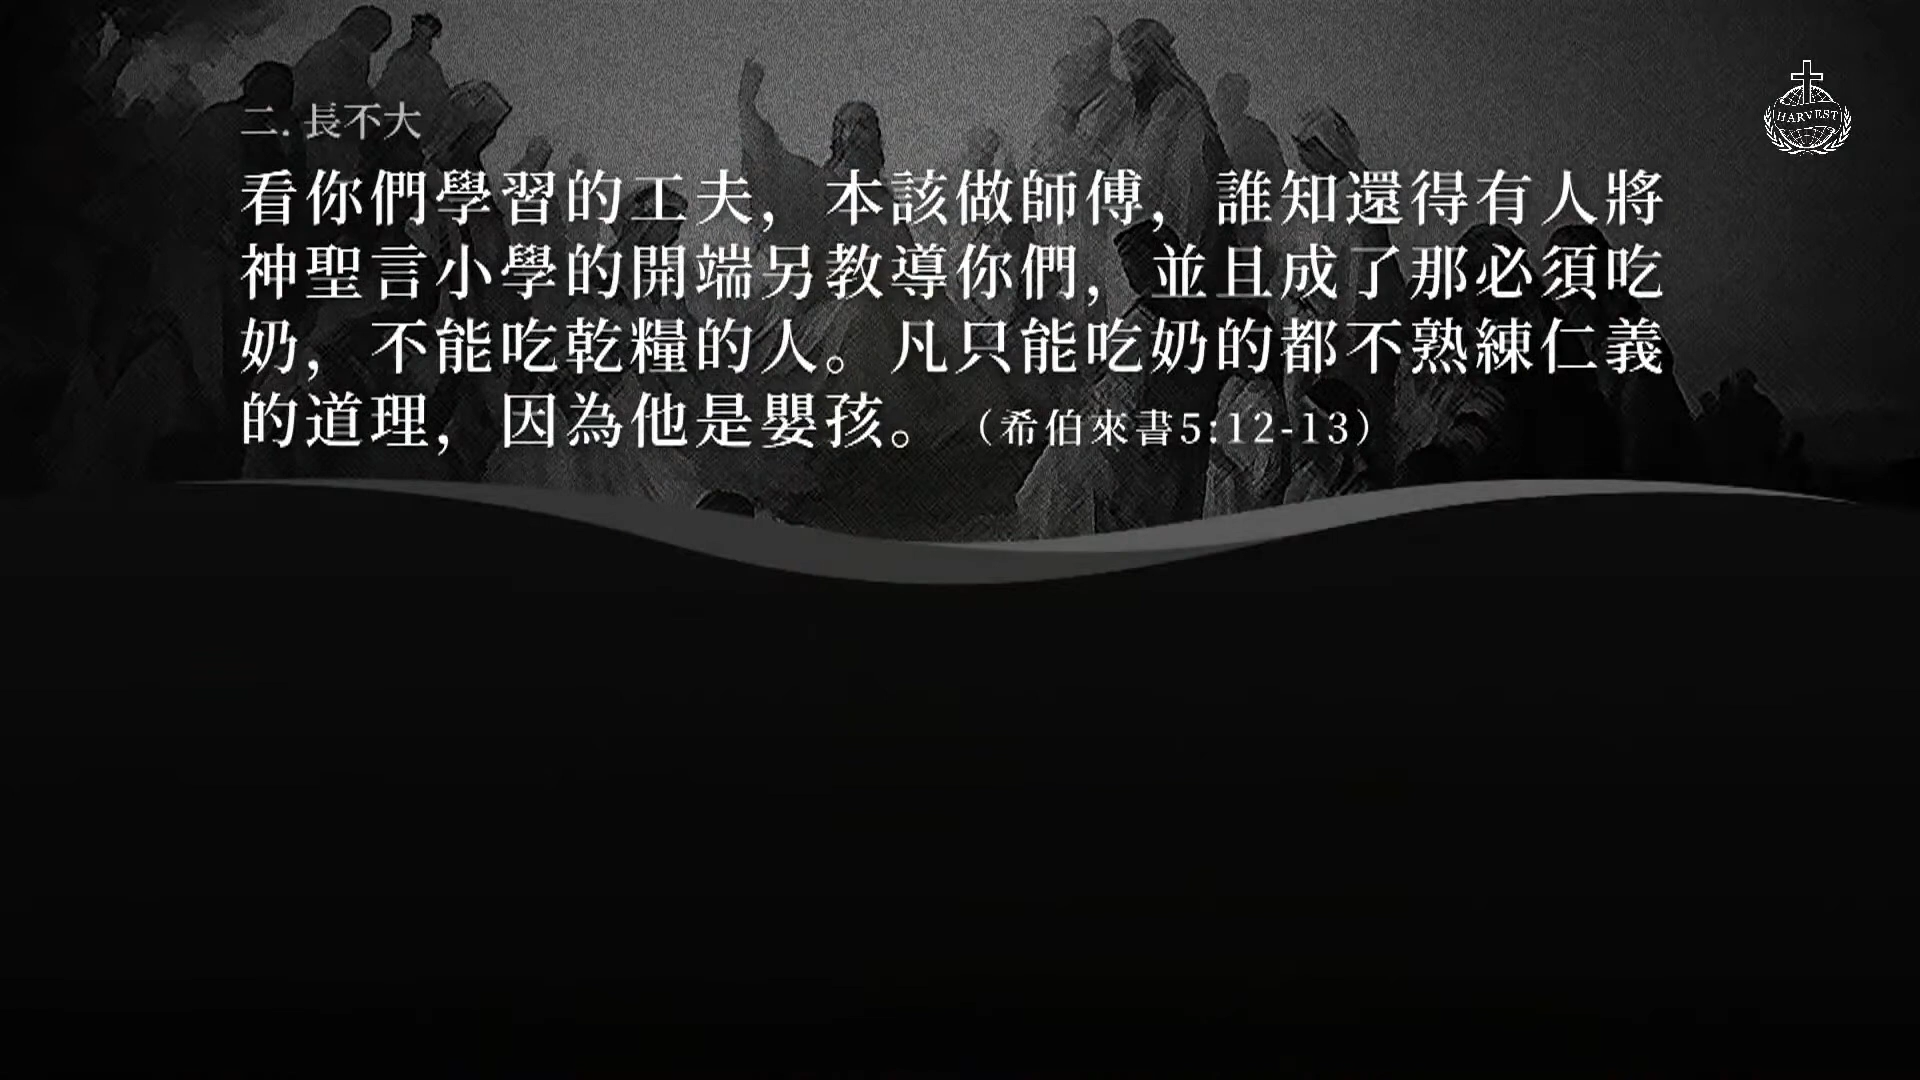 二. 長不大
HARVEST
看你們學習的工夫，本該做師傅，誰知還得有人將
神聖言小學的開端另教導你們，並且成了那必須吃
奶，不能吃乾糧的人。凡只能吃奶的都不熟練仁義
的道理，因為他是嬰孩。（希伯來書5:12-13）